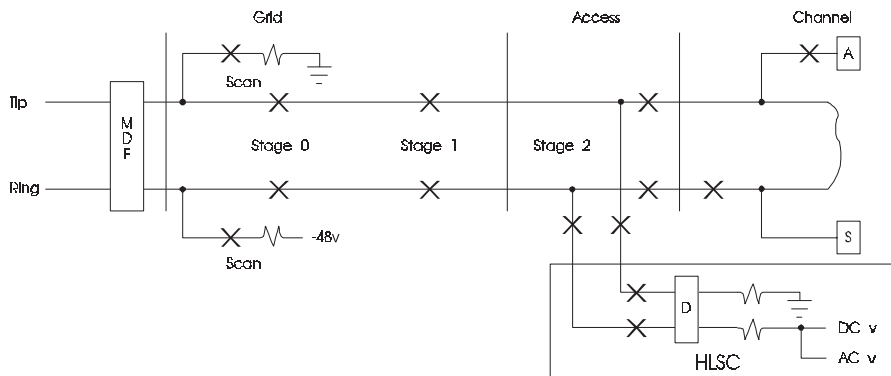 Grid Access Channel
A
Scan
Tip
M
D
F
Stage 0 Stage 1 Stage 2
Ring
-48v
S
Scan
D
DC v
HLSC
AC v